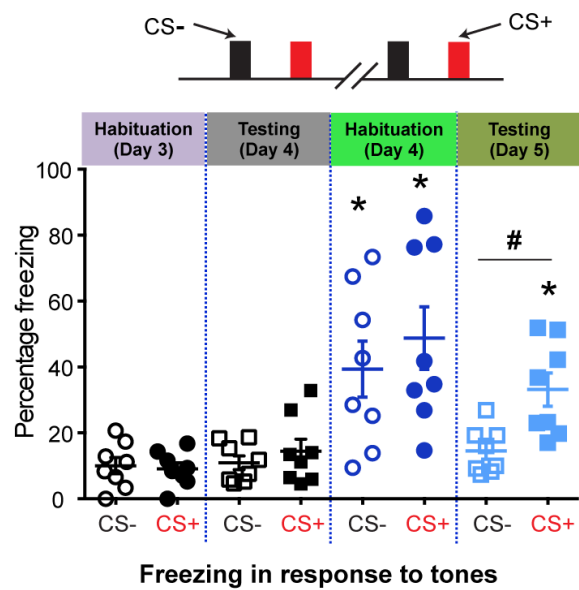 CS-
CS+
Habituation
(Day 3)
Testing
(Day 4)
Habituation
(Day 4)
Testing
(Day 5)
Percentage freezing
100
80
60
40
20
0
*
*
#
*
CS-
CS+
CS-
CS+
CS-
CS+
CS-
CS+
Freezing in response to tones